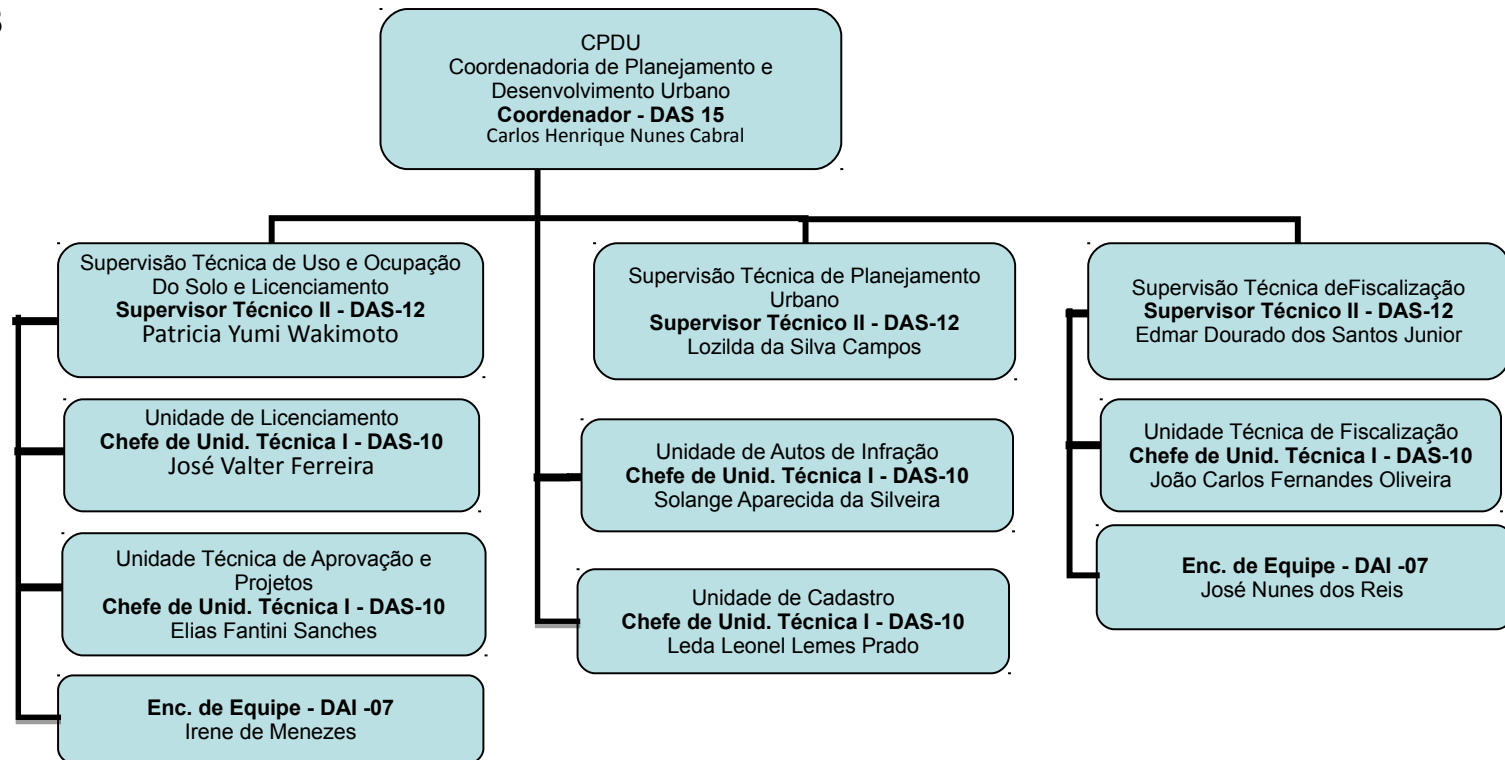 CPDU
Coordenadoria de Planejamento e
Desenvolvimento Urbano
Coordenador - DAS 15
Carlos Henrique Nunes Cabral
Supervisão Técnica de Uso e Ocupação
Do Solo e Licenciamento
Supervisor Técnico II - DAS-12
Patricia Yumi Wakimoto
Unidade de Licenciamento
Chefe de Unid. Técnica I - DAS-10
José Valter Ferreira
Unidade Técnica de Aprovação e
Projetos
Chefe de Unid. Técnica I - DAS-10
Elias Fantini Sanches
Enc. de Equipe - DAI -07
Irene de Menezes
Supervisão Técnica de Planejamento
Urbano
Supervisor Técnico II - DAS-12
Lozilda da Silva Campos
Unidade de Autos de Infração
Chefe de Unid. Técnica I - DAS-10
Solange Aparecida da Silveira
Unidade de Cadastro
Chefe de Unid. Técnica I - DAS-10
Leda Leonel Lemes Prado
Supervisão Técnica deFiscalização
Supervisor Técnico II - DAS-12
Edmar Dourado dos Santos Junior
Unidade Técnica de Fiscalização
Chefe de Unid. Técnica I - DAS-10
João Carlos Fernandes Oliveira
Enc. de Equipe - DAI -07
José Nunes dos Reis